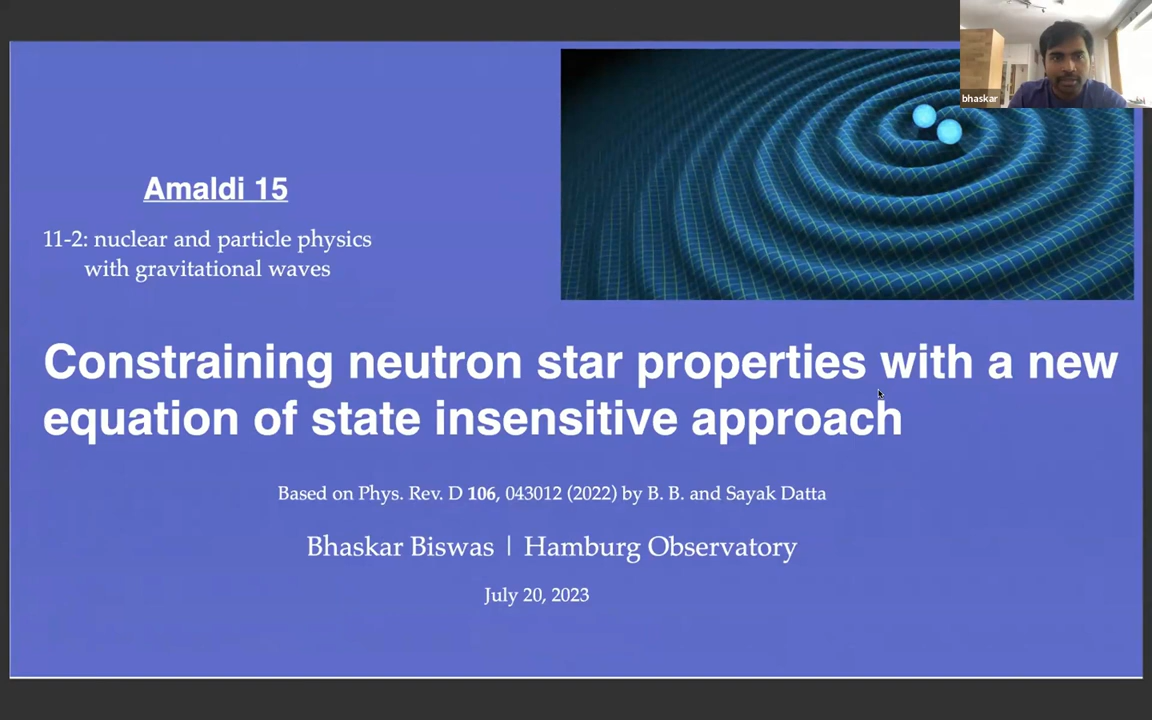 bhaskar
Amaldi 15
11-2: nuclear and particle physics
with gravitational waves
Constraining neutron star properties with a new
equation of state insensitive approach
Based on Phys. Rev. D 106, 043012 (2022) by B. B. and Sayak Datta
Bhaskar Biswas | Hamburg Observatory
July 20, 2023